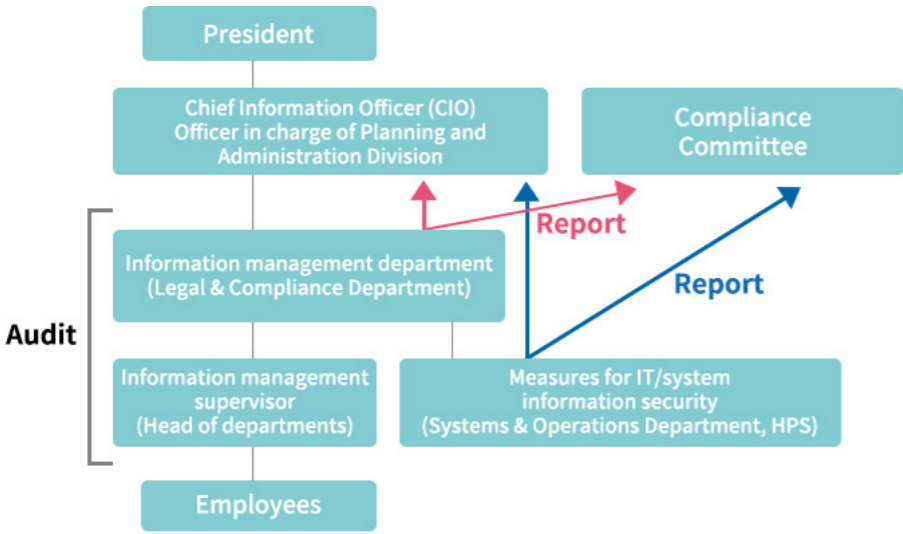 President
Chief Information Officer (CIO)
Officer in charge of Planning and
Administration Division
Compliance
Committee
Report
Information management department
(Legal & Compliance Department)
Report
Audit
Information management
supervisor
(Head of departments)
Measures for IT/system
information security
(Systems & Operations Department, HPS)
Employees